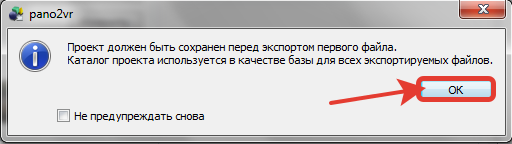 pano2vr
Проект должен быть сохранен перед экспортом первого файла.
Каталог проекта используется в качестве базы для всех экспортируемых файлов.
OK
Не предупреждать снова